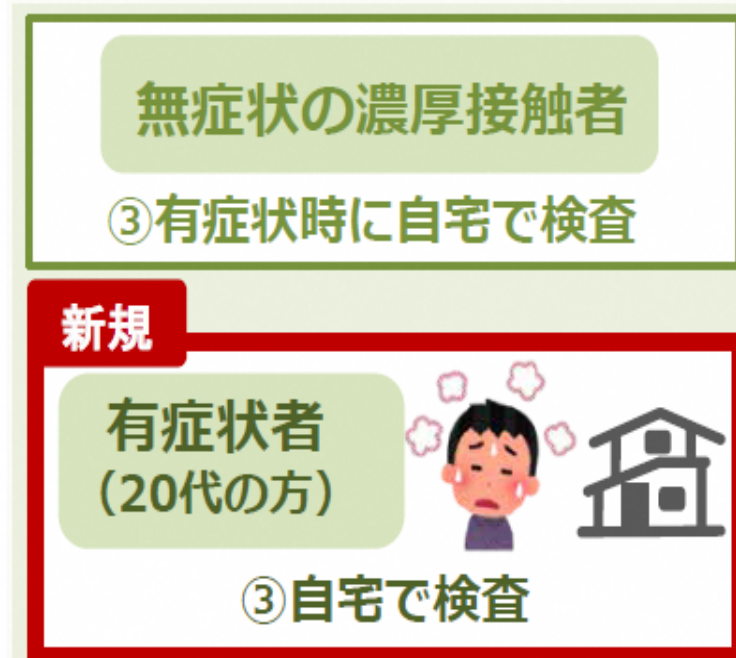 無症状の濃厚接触者
③有症状時に自宅で検査
新規
有症状者
（20代の方）
③自宅で検査